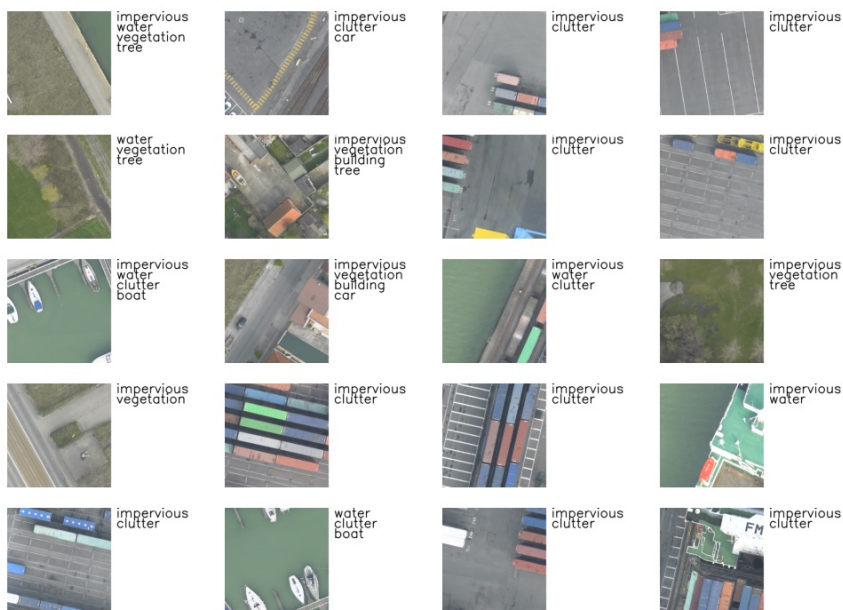 impervious
water
vegetation
tree
impervious
clutter
car
impervious
clutter
impervious
clutter
water
vegetation
tree
impervious
vegetation
building
tree
impervious
clutter
impervious
clutter
impervious
water
clutter
boat
impervious
vegetation
building
car
impervious
water
clutter
impervious
vegetation
tree
impervious
vegetation
impervious
clutter
impervious
clutter
impervious
water
impervious
clutter
water
clutter
boat
impervious
clutter
impervious
clutter
FM